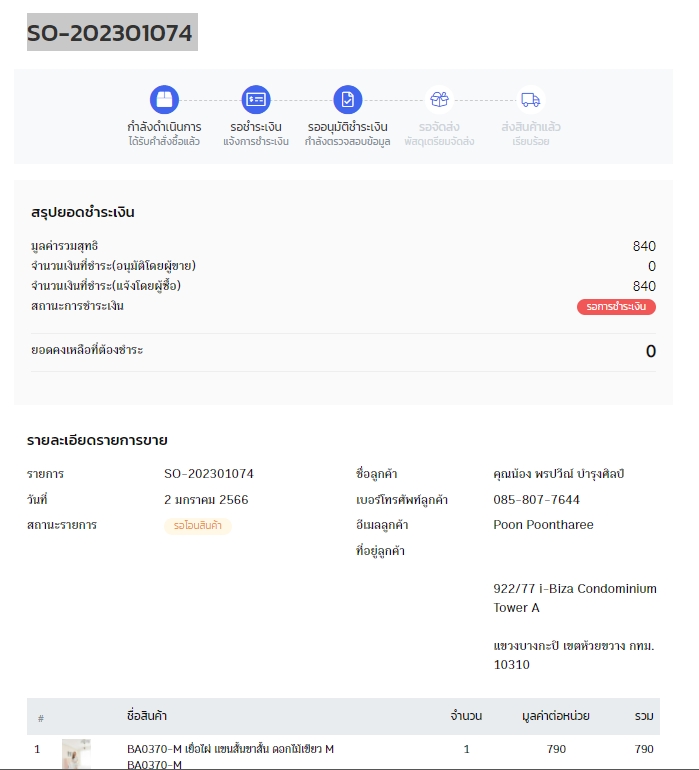 SO-202301074
กำลังดำเนินการ
ได้รับคำสั่งซื้อแล้ว
รอชำระเงิน
แจ้งการชำระเงิน
รออนุมัติชำระเงิน
กำลังตรวจสอบข้อมูล
รอจัดส่ง
พัสดุเตรียมจัดส่ง
ส่งสินค้าแล้ว
เรียบร้อย
สรุปยอดชำระเงิน
มูลค่ารวมสุทธิ 840
จำนวนเงินที่ชำระ(อนุมัติโดยผู้ขาย) 0
จำนวนเงินที่ชำระ(แจ้งโดยผู้ซื้อ) 840
สถานะการชำระเงิน รอการชำระเงิน
ยอดคงเหลือที่ต้องชำระ 0
รายละเอียดรายการขาย
รายการ SO-202301074
วันที่ 2 มกราคม 2566
สถานะรายการ รอโอนสินค้า
ชื่อลูกค้า คุณน้อง พรปวีณ์ บำรุงศิลป์
เบอร์โทรศัพท์ลูกค้า 085-807-7644
อีเมลลูกค้า Poon Poontharee
ที่อยู่ลูกค้า
922/77 i-Biza Condominium
Tower A
แขวงบางกะปิ เขตห้วยขวาง กทม.
10310
# ชื่อสินค้า จำนวน มูลค่าต่อหน่วย รวม
1 BA0370-M เยื่อไผ่ แขนสั้นขาสั้น ดอกไม้เขียว M 1 790 790
BA0370-M